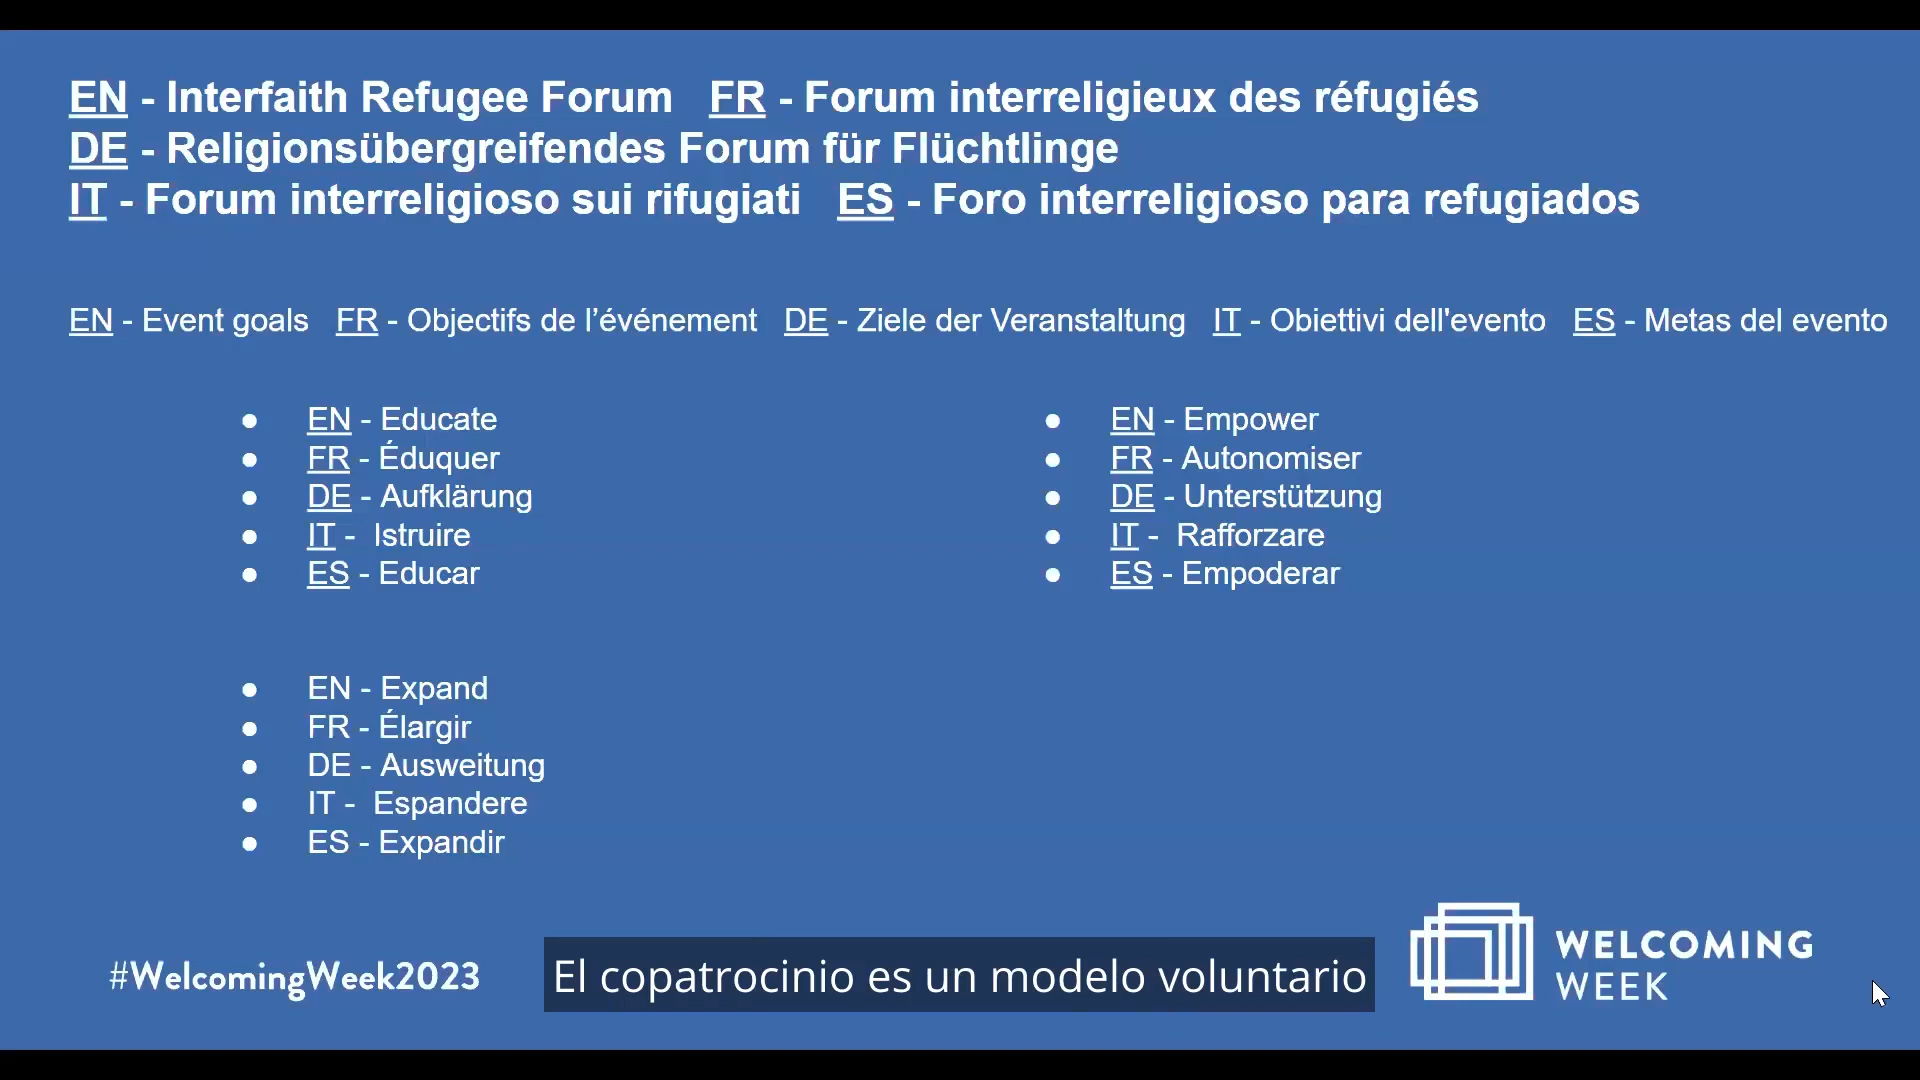 EN - Interfaith Refugee Forum FR - Forum interreligieux des réfugiés
DE - Religionsübergreifendes Forum für Flüchtlinge
IT - Forum interreligioso sui rifugiati ES - Foro interreligioso para refugiados
EN - Event goals FR - Objectifs de l’événement DE - Ziele der Veranstaltung IT - Obiettivi dell'evento ES - Metas del evento
● EN - Educate
● FR - Éduquer
● DE - Aufklärung
● IT - Istruire
● ES - Educar
● EN - Empower
● FR - Autonomiser
● DE - Unterstützung
● IT - Rafforzare
● ES - Empoderar
● EN - Expand
● FR - Élargir
● DE - Ausweitung
● IT - Espandere
● ES - Expandir
#WelcomingWeek2023
El copatrocinio es un modelo voluntario
WELCOMING
WEEK